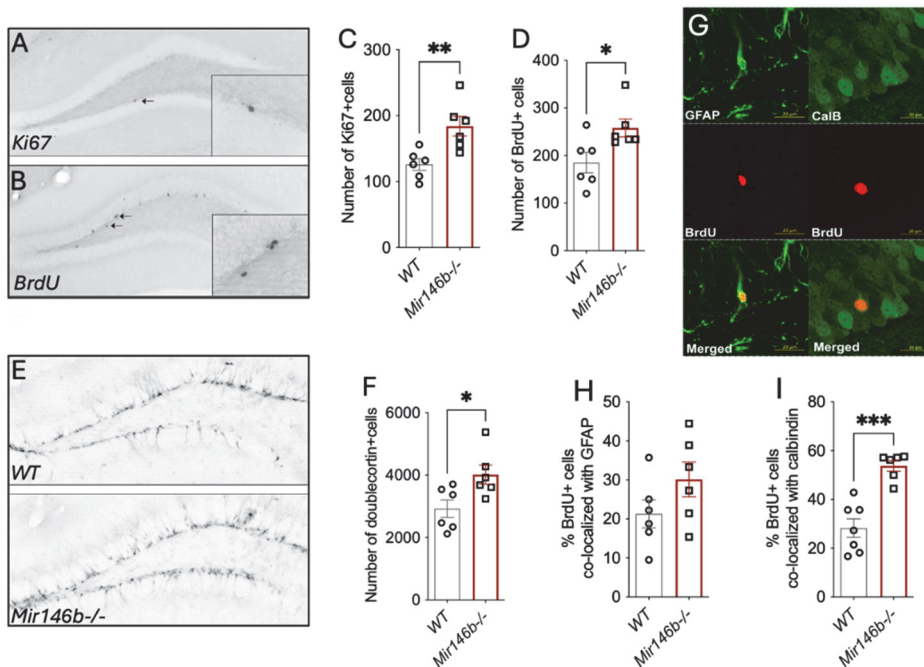 A
Ki67
B
BrdU
C
**
Number of Ki67+cells
300
200
100
0
WT
Mir146b-/-
D
*
Number of BrdU+ cells
400
300
200
100
0
WT
Mir146b-/-
G
GFAP
CalB
BrdU
BrdU
Merged
Merged
E
WT
Mir146b-/-
F
*
Number of doublecortin+cells
6000
4000
2000
0
WT
Mir146b-/-
H
% BrdU+ cells
co-localized with GFAP
50
40
30
20
10
0
WT
Mir146b-/-
I
***
% BrdU+ cells
co-localized with calbindin
80
60
40
20
0
WT
Mir146b-/-